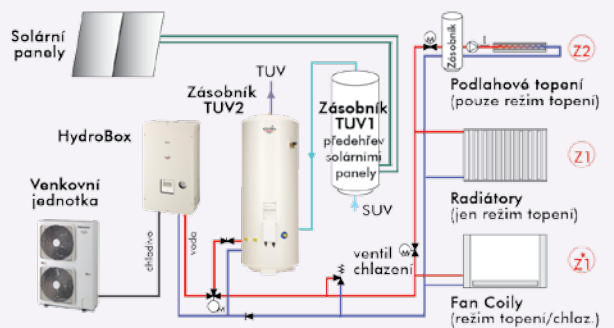 Solární
panely
TUV
Zásobník
TUV2
Zásobník
TUV1
předehřev
solárními
panely
SUV
HydroBox
Venkovní
jednotka
chladivo
voda
M
ventil
chlazení
Zásobník
Z2
Podlahové topení
(pouze režim topení)
Z1
Radiátory
(jen režim topení)
Z1*
Fan Coily
(režim topení/chlaz.)